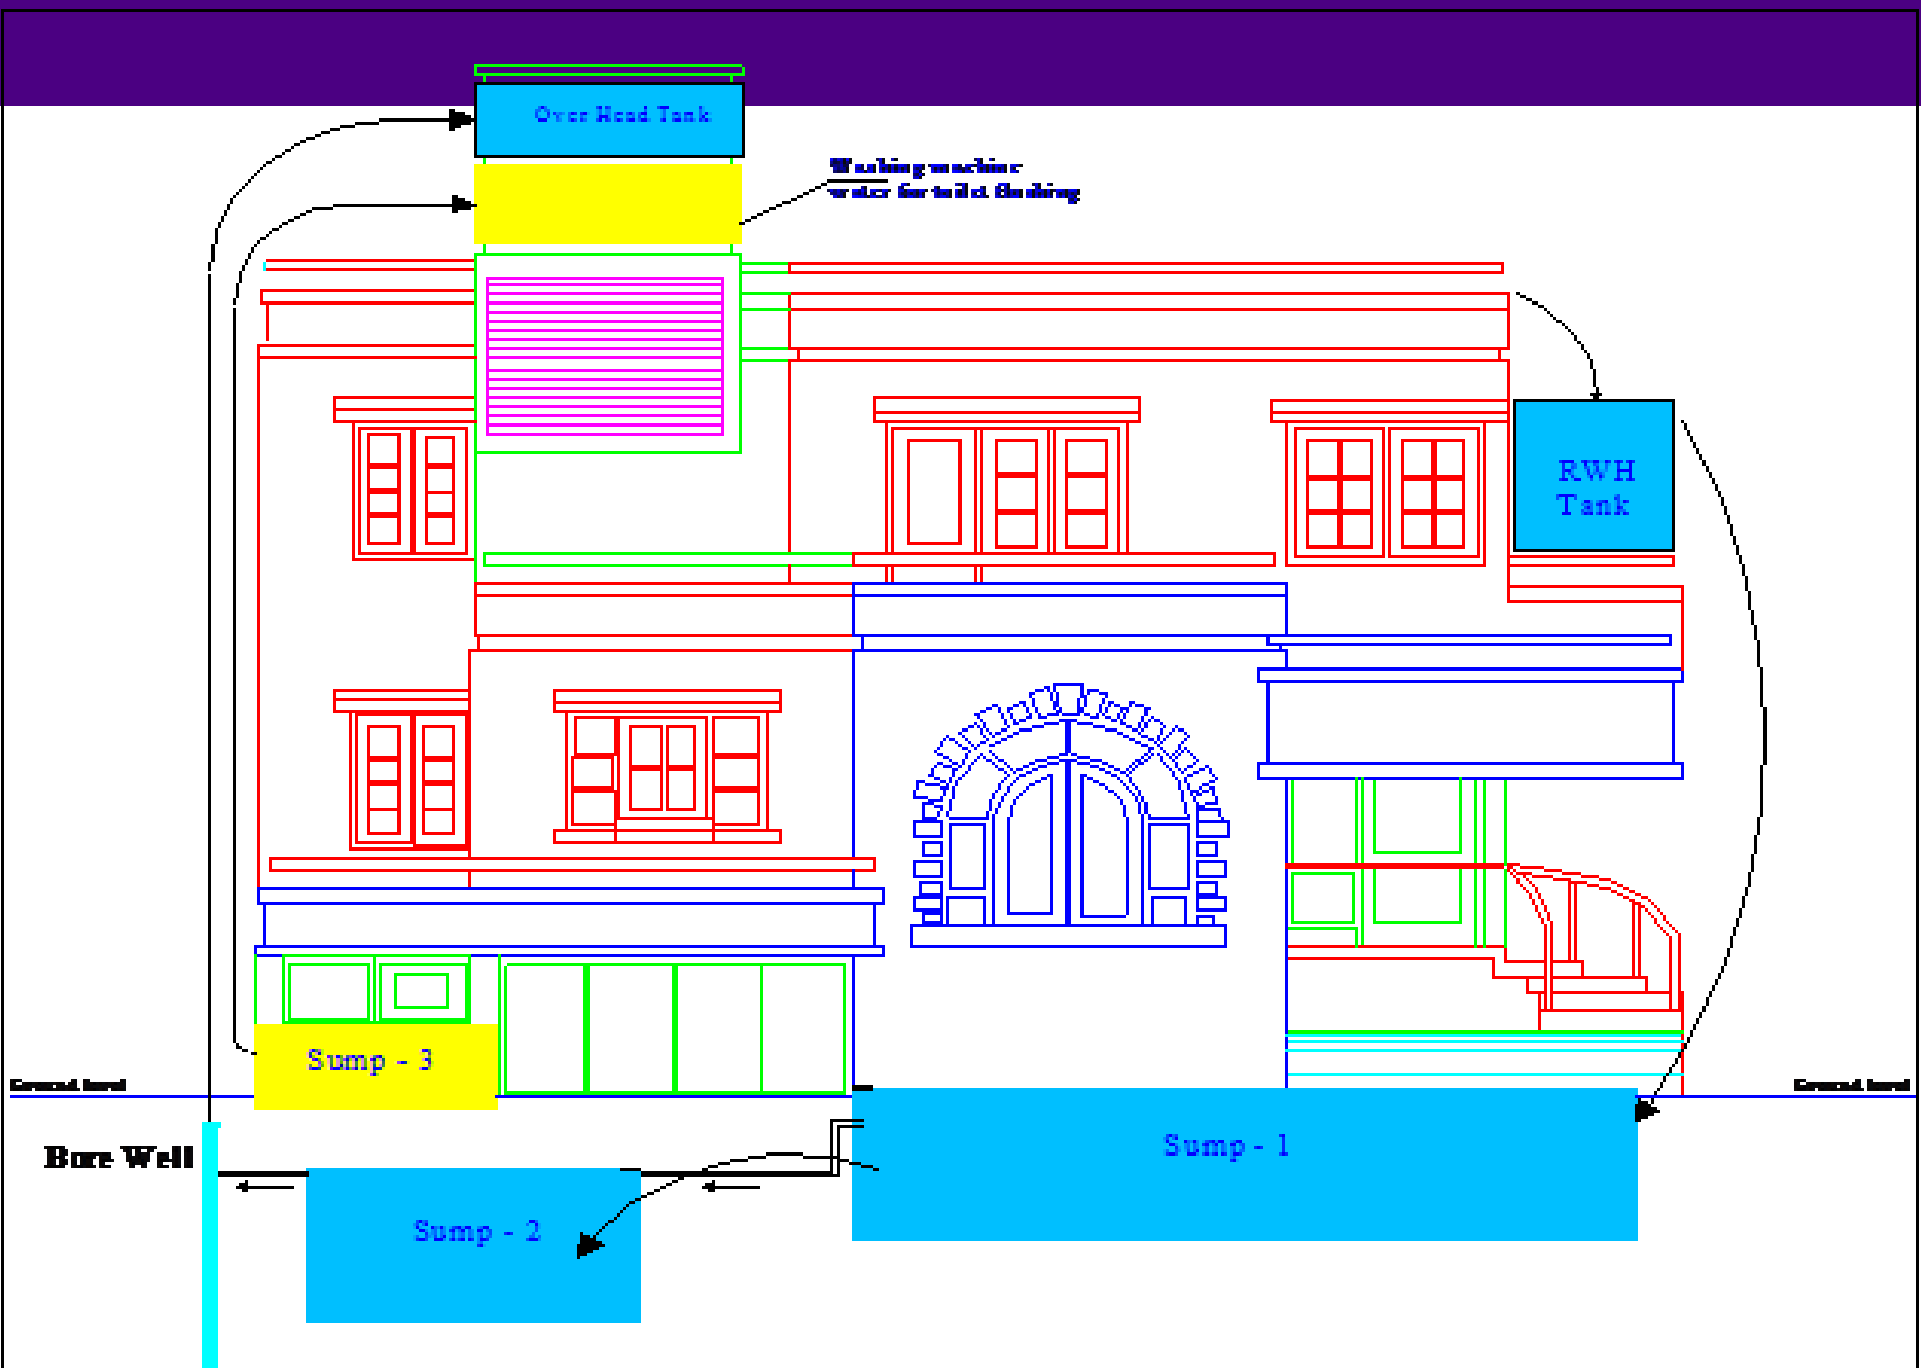 Over Head Tank
Washing machine
water for toilet flushing
RWH
Tank
Sump - 3
Ground level
Ground level
Bore Well
Sump - 1
Sump - 2